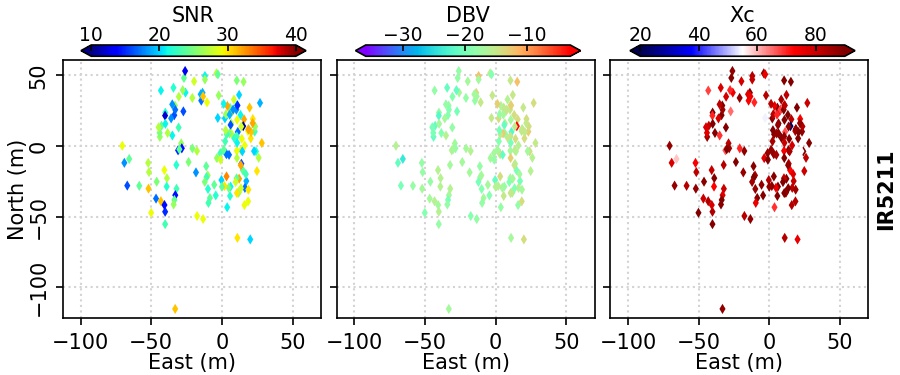 SNR DBV Xc
10 20 30 40 −30 −20 −10 20 40 60 80
50
0
−50
−100
North (m)
−100 −50 0 50 −100 −50 0 50 −100 −50 0 50
East (m) East (m) East (m)
IR5211